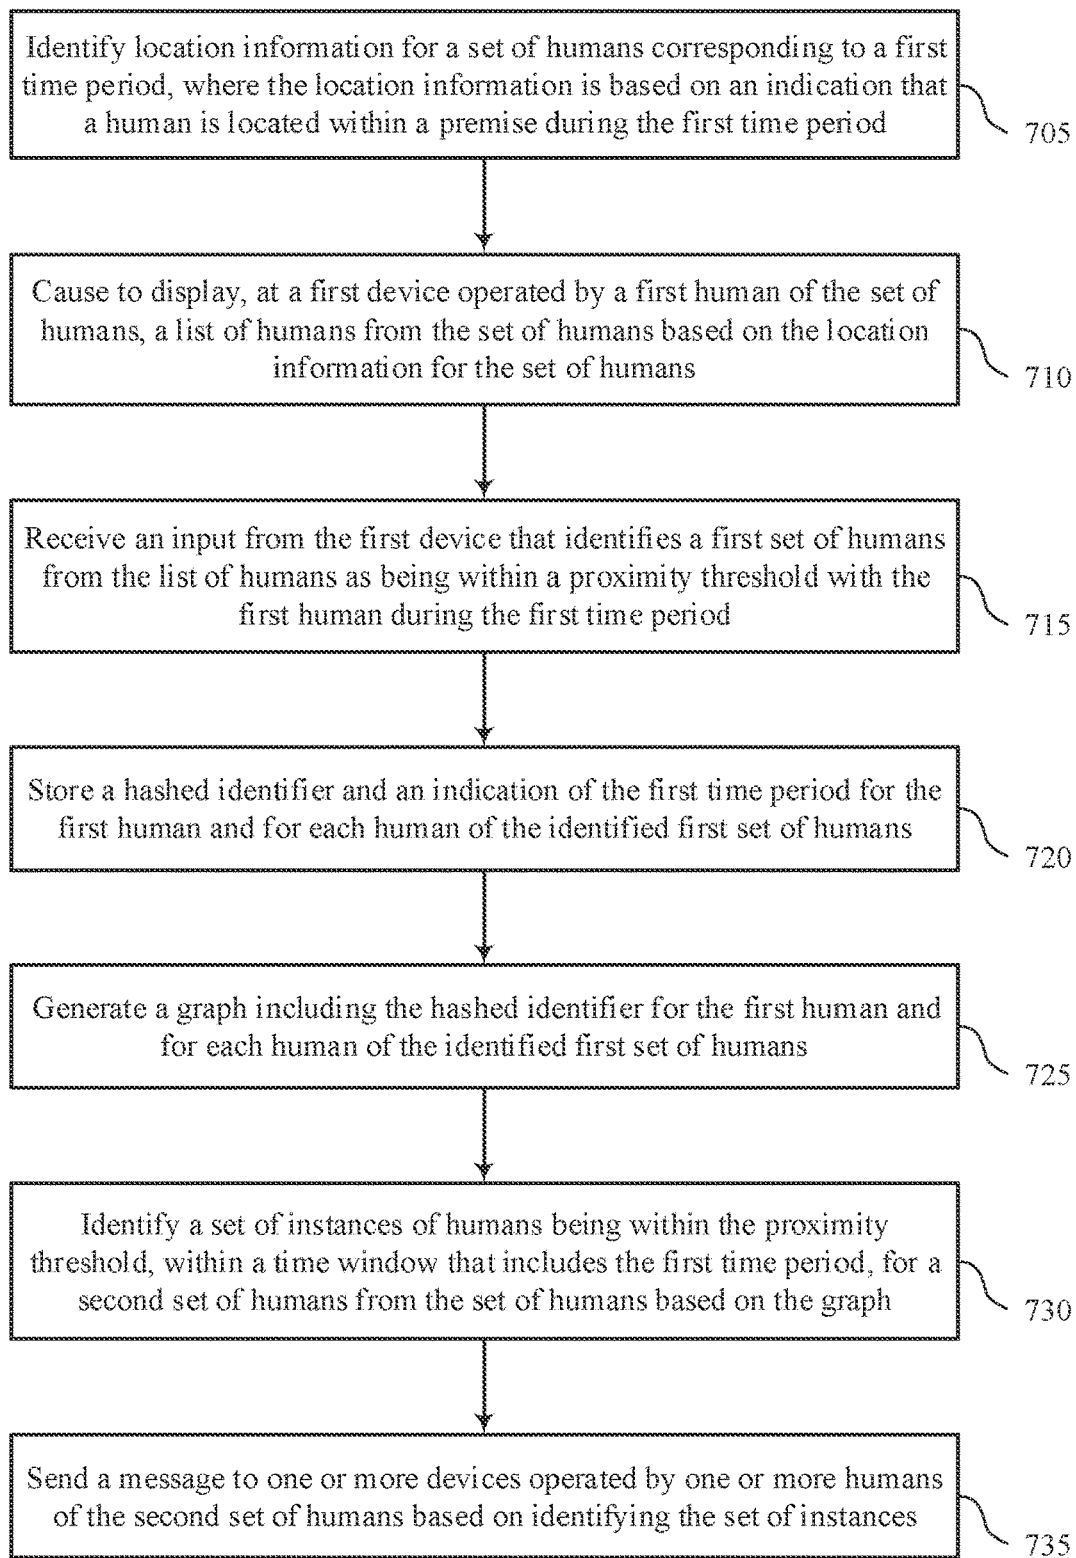 Identify location information for a set of humans corresponding to a first
time period, where the location information is based on an indication that
a human is located within a premise during the first time period
705
Cause to display, at a first device operated by a first human of the set of
humans, a list of humans from the set of humans based on the location
information for the set of humans
710
Receive an input from the first device that identifies a first set of humans
from the list of humans as being within a proximity threshold with the
first human during the first time period
715
Store a hashed identifier and an indication of the first time period for the
first human and for each human of the identified first set of humans
720
Generate a graph including the hashed identifier for the first human and
for each human of the identified first set of humans
725
Identify a set of instances of humans being within the proximity
threshold, within a time window that includes the first time period, for a
second set of humans from the set of humans based on the graph
730
Send a message to one or more devices operated by one or more humans
of the second set of humans based on identifying the set of instances
735